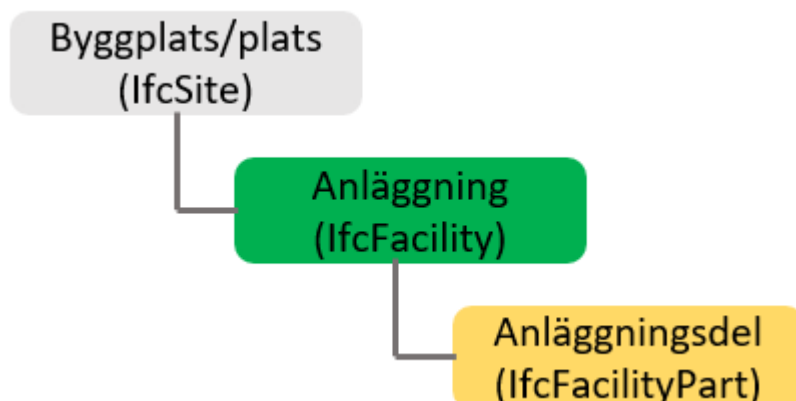 Byggplats/plats
(IfcSite)
Anläggning
(IfcFacility)
Anläggningsdel
(IfcFacilityPart)